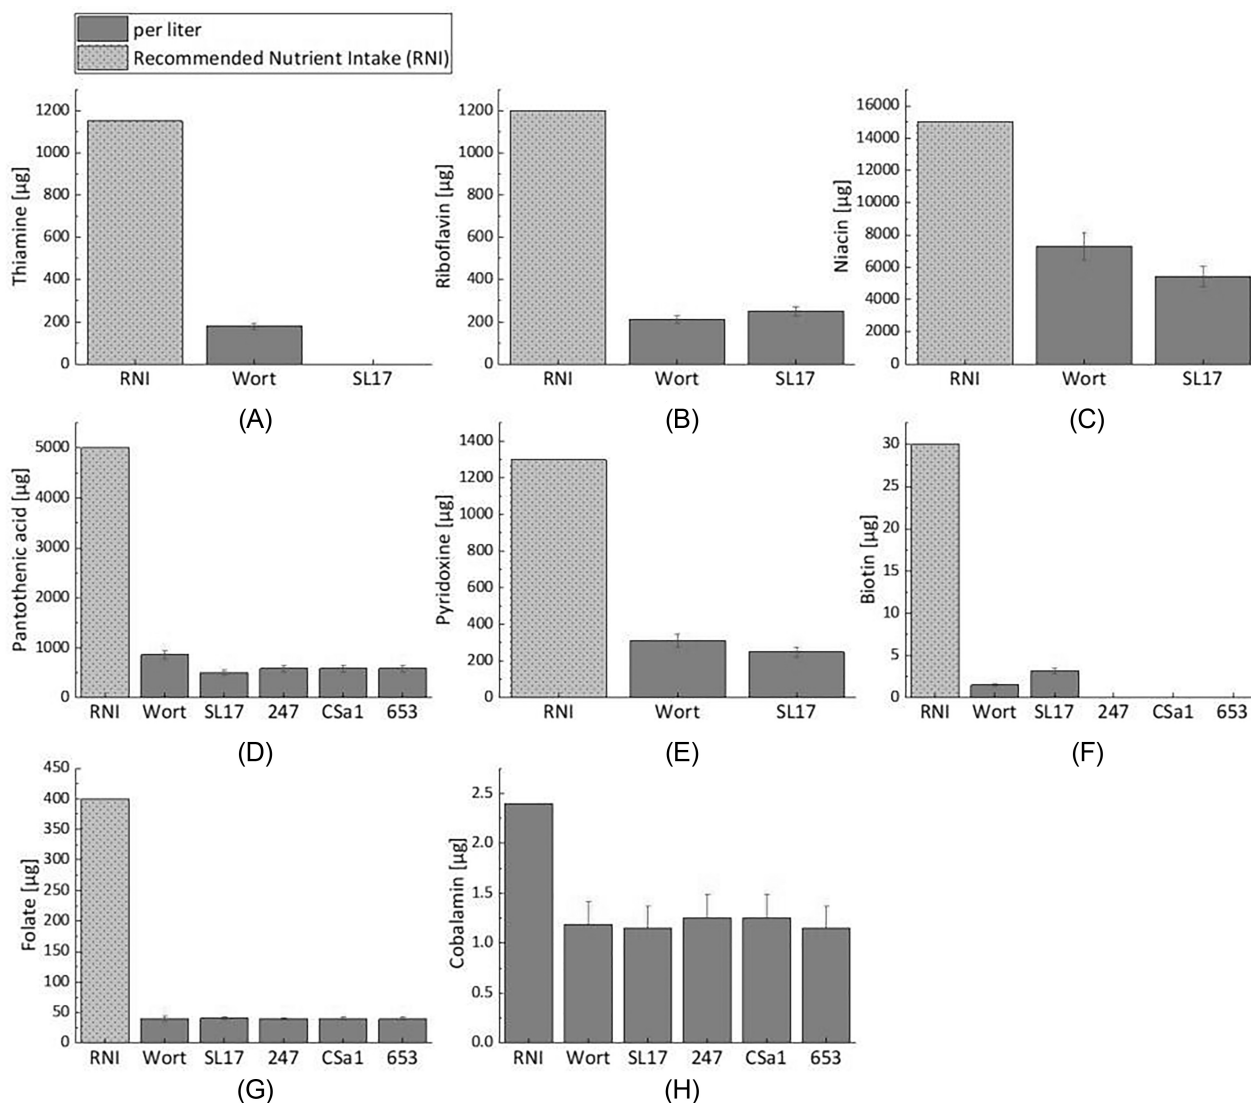 per liter
Recommended Nutrient Intake (RNI)
Thiamine [µg]
1200
1000
800
600
400
200
0
RNI Wort SL17
(A)
Riboflavin [µg]
1200
1000
800
600
400
200
0
RNI Wort SL17
(B)
Niacin [µg]
16000
14000
12000
10000
8000
6000
4000
2000
0
RNI Wort SL17
(C)
Pantothenic acid [µg]
5000
4000
3000
2000
1000
0
RNI Wort SL17 247 CSa1 653
(D)
Pyridoxine [µg]
1400
1200
1000
800
600
400
200
0
RNI Wort SL17
(E)
Biotin [µg]
30
25
20
15
10
5
0
RNI Wort SL17 247 CSa1 653
(F)
Folate [µg]
450
400
350
300
250
200
150
100
50
0
RNI Wort SL17 247 CSa1 653
(G)
Cobalamin [µg]
2.5
2.0
1.5
1.0
0.5
0.0
RNI Wort SL17 247 CSa1 653
(H)